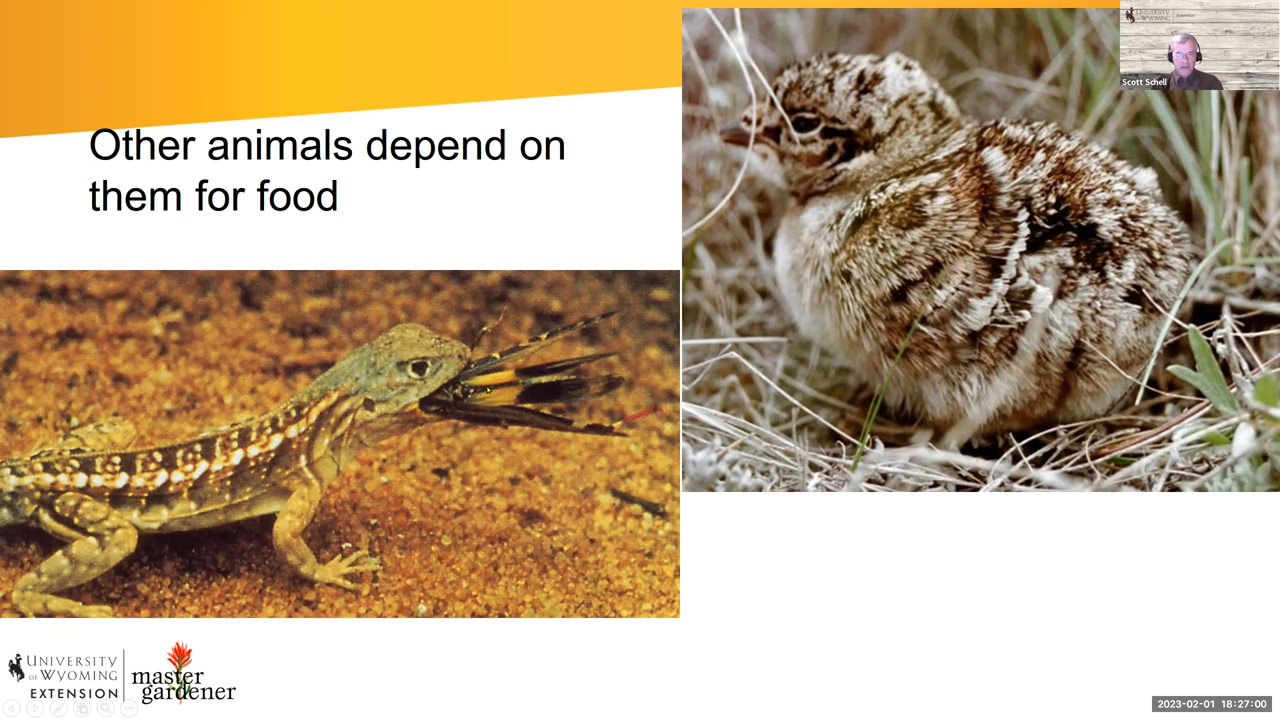 Other animals depend on
them for food
UNIVERSITY
OF WYOMING
EXTENSION
master
gardener
UNIVERSITY
OF WYOMING
Extension
Scott Schell
2023-02-01 18:27:00